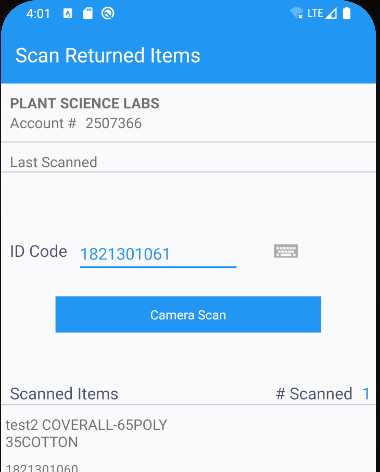 4:01 LTE
Scan Returned Items
PLANT SCIENCE LABS
Account # 2507366
Last Scanned
ID Code 1821301061
Camera Scan
Scanned Items # Scanned 1
test2 COVERALL-65POLY
35COTTON
1821301060